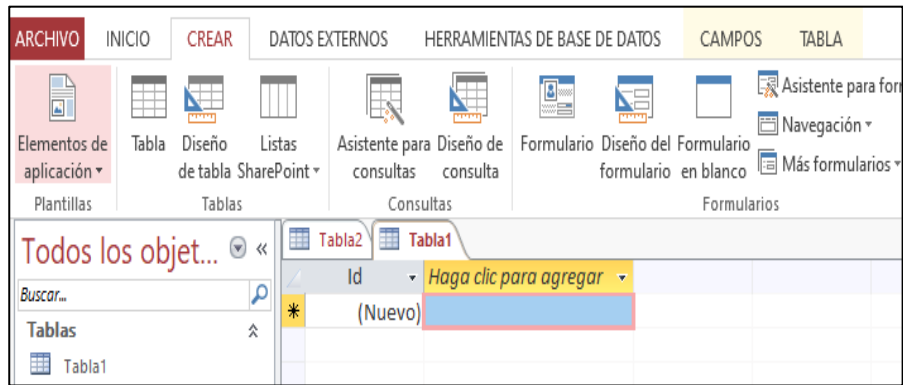 ARCHIVO INICIO CREAR DATOS EXTERNOS HERRAMIENTAS DE BASE DE DATOS CAMPOS TABLA
Elementos de aplicación
Tabla
Diseño de tabla
Listas SharePoint
Asistente para consultas
Diseño de consulta
Formulario
Diseño del formulario
Formulario en blanco
Asistente para
Navegación
Más formularios
Plantillas Tablas Consultas Formularios
Todos los objet... «
Buscar...
Tablas
Tabla1
Tabla2 Tabla1
Id Haga clic para agregar
* (Nuevo)